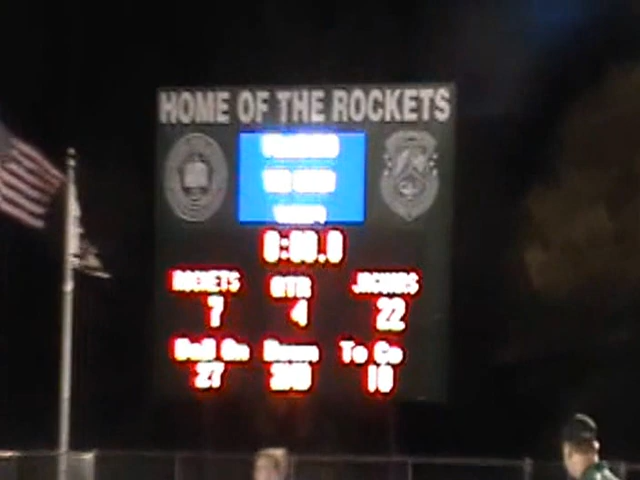 HOME OF THE ROCKETS
0:00.0
ROCKETS QTR JAGUARS
7 4 22
Ball On Down To Go
27 10